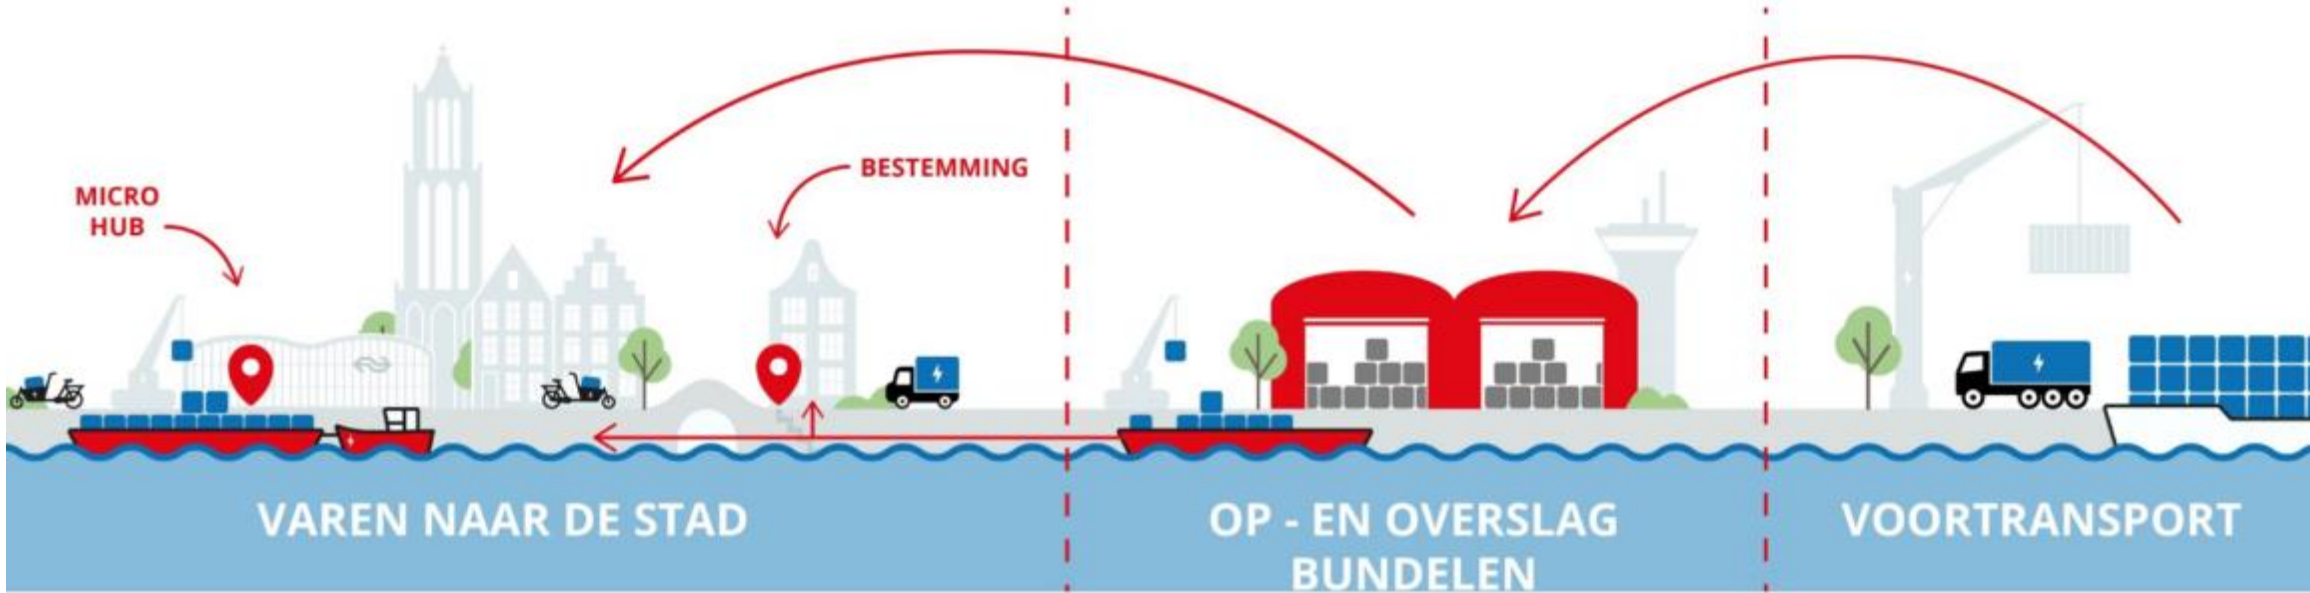 MICRO
HUB
BESTEMMING
VAREN NAAR DE STAD
OP - EN OVERSLAG
BUNDELEN
VOORTRANSPORT